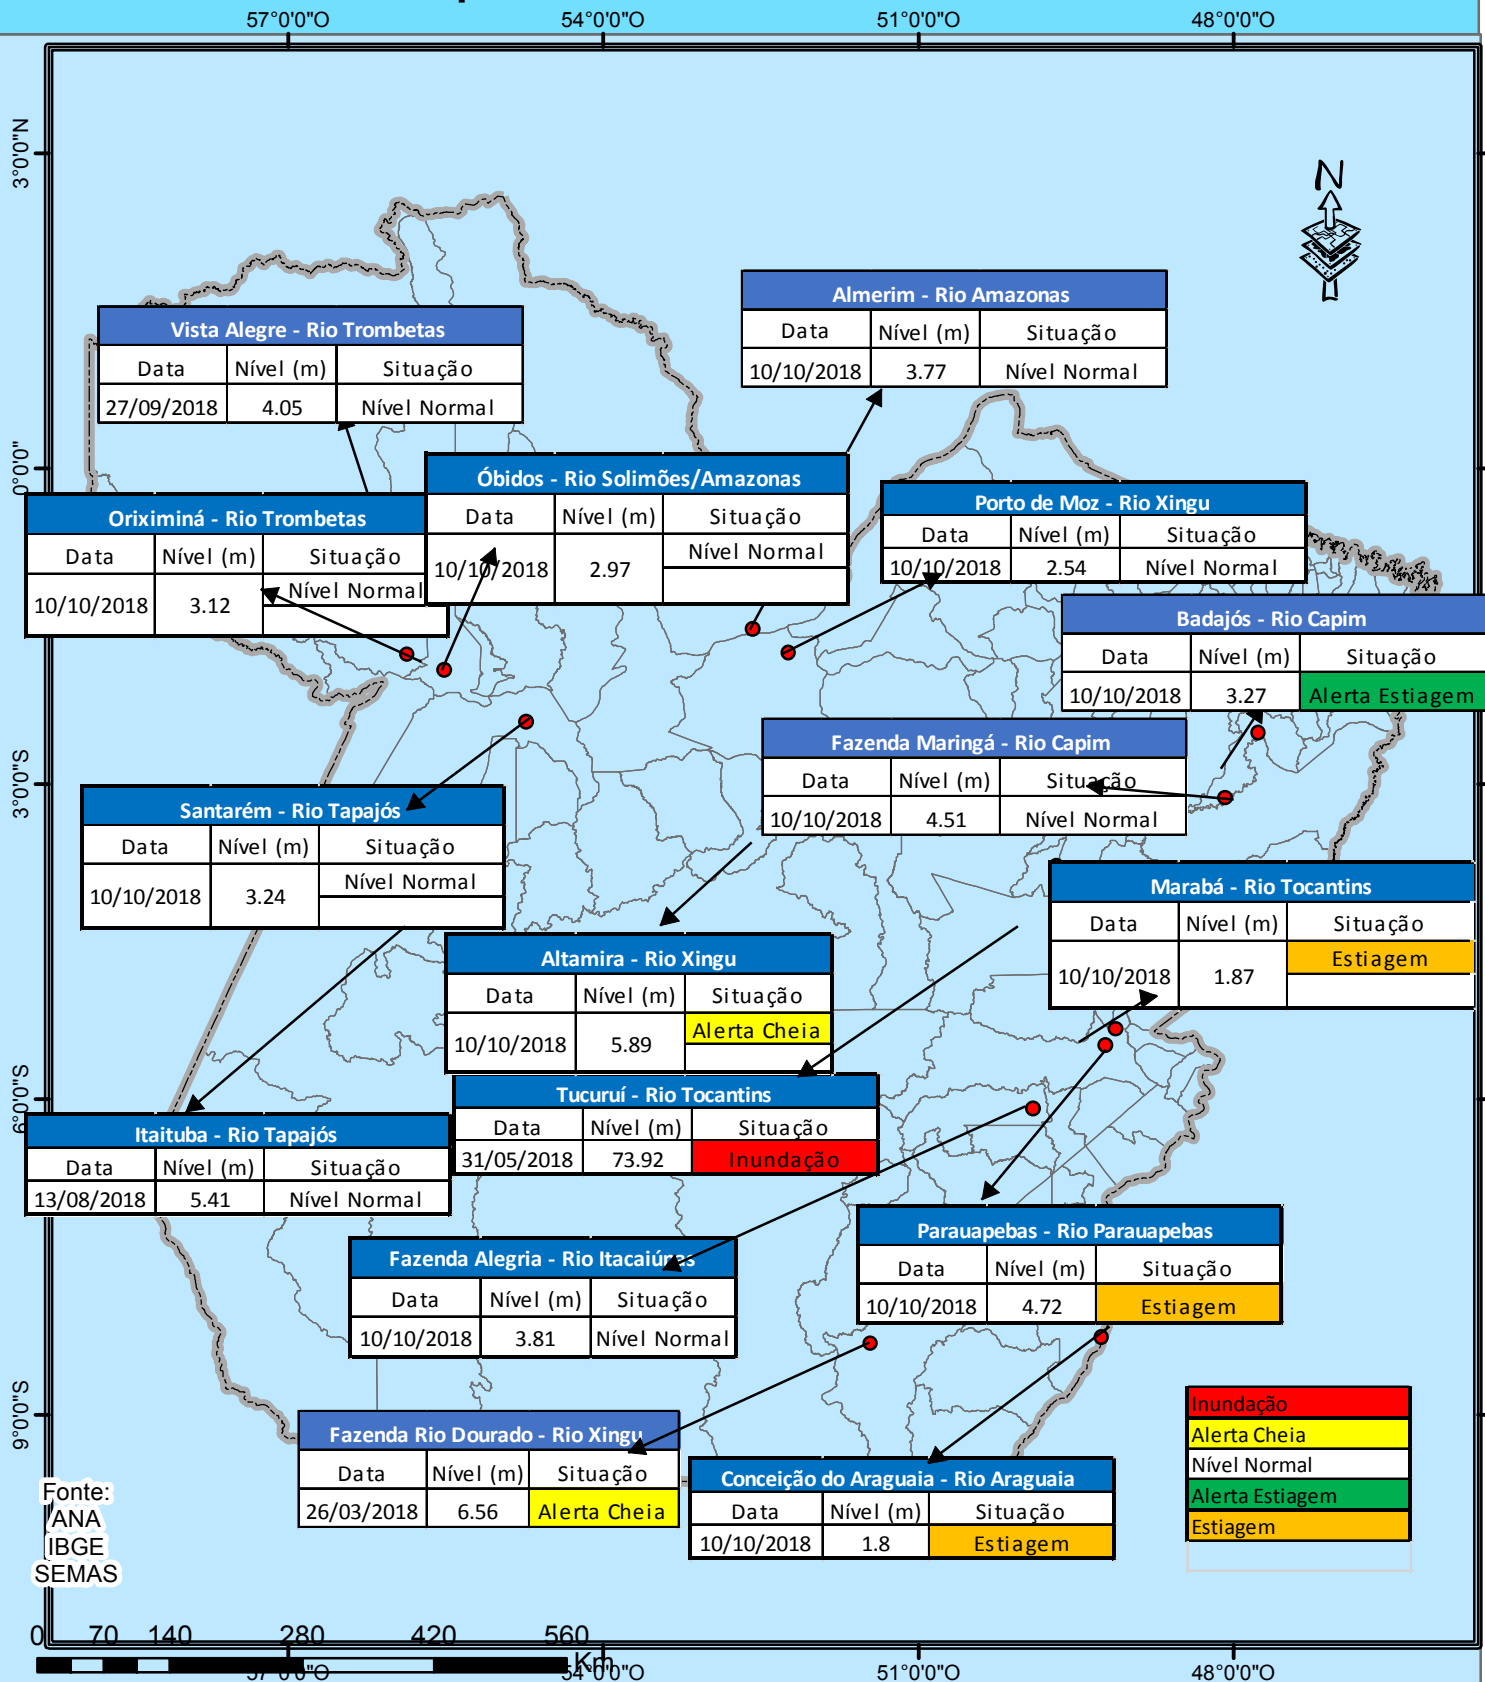 57°0'0"O 54°0'0"O 51°0'0"O 48°0'0"O
3°0'0"N
N
Almerim - Rio Amazonas
Data Nível (m) Situação
10/10/2018 3.77 Nível Normal
Vista Alegre - Rio Trombetas
Data Nível (m) Situação
27/09/2018 4.05 Nível Normal
0°0'0"
Óbidos - Rio Solimões/Amazonas
Data Nível (m) Situação
10/10/2018 2.97 Nível Normal
Porto de Moz - Rio Xingu
Data Nível (m) Situação
10/10/2018 2.54 Nível Normal
Oriximiná - Rio Trombetas
Data Nível (m) Situação
10/10/2018 3.12 Nível Normal
Badajós - Rio Capim
Data Nível (m) Situação
10/10/2018 3.27 Alerta Estiagem
Fazenda Maringá - Rio Capim
Data Nível (m) Situação
10/10/2018 4.51 Nível Normal
3°0'0"S
Santarém - Rio Tapajós
Data Nível (m) Situação
10/10/2018 3.24 Nível Normal
Marabá - Rio Tocantins
Data Nível (m) Situação
10/10/2018 1.87 Estiagem
Altamira - Rio Xingu
Data Nível (m) Situação
10/10/2018 5.89 Alerta Cheia
6°0'0"S
Tucuruí - Rio Tocantins
Data Nível (m) Situação
31/05/2018 73.92 Inundação
Itaituba - Rio Tapajós
Data Nível (m) Situação
13/08/2018 5.41 Nível Normal
Parauapebas - Rio Parauapebas
Data Nível (m) Situação
10/10/2018 4.72 Estiagem
Fazenda Alegria - Rio Itacaiúnas
Data Nível (m) Situação
10/10/2018 3.81 Nível Normal
9°0'0"S
Fazenda Rio Dourado - Rio Xingu
Data Nível (m) Situação
26/03/2018 6.56 Alerta Cheia
Conceição do Araguaia - Rio Araguaia
Data Nível (m) Situação
10/10/2018 1.8 Estiagem
Inundação
Alerta Cheia
Nível Normal
Alerta Estiagem
Estiagem
Fonte:
ANA
IBGE
SEMAS
0 70 140 280 420 560
Km
57°0'0"O 54°0'0"O 51°0'0"O 48°0'0"O